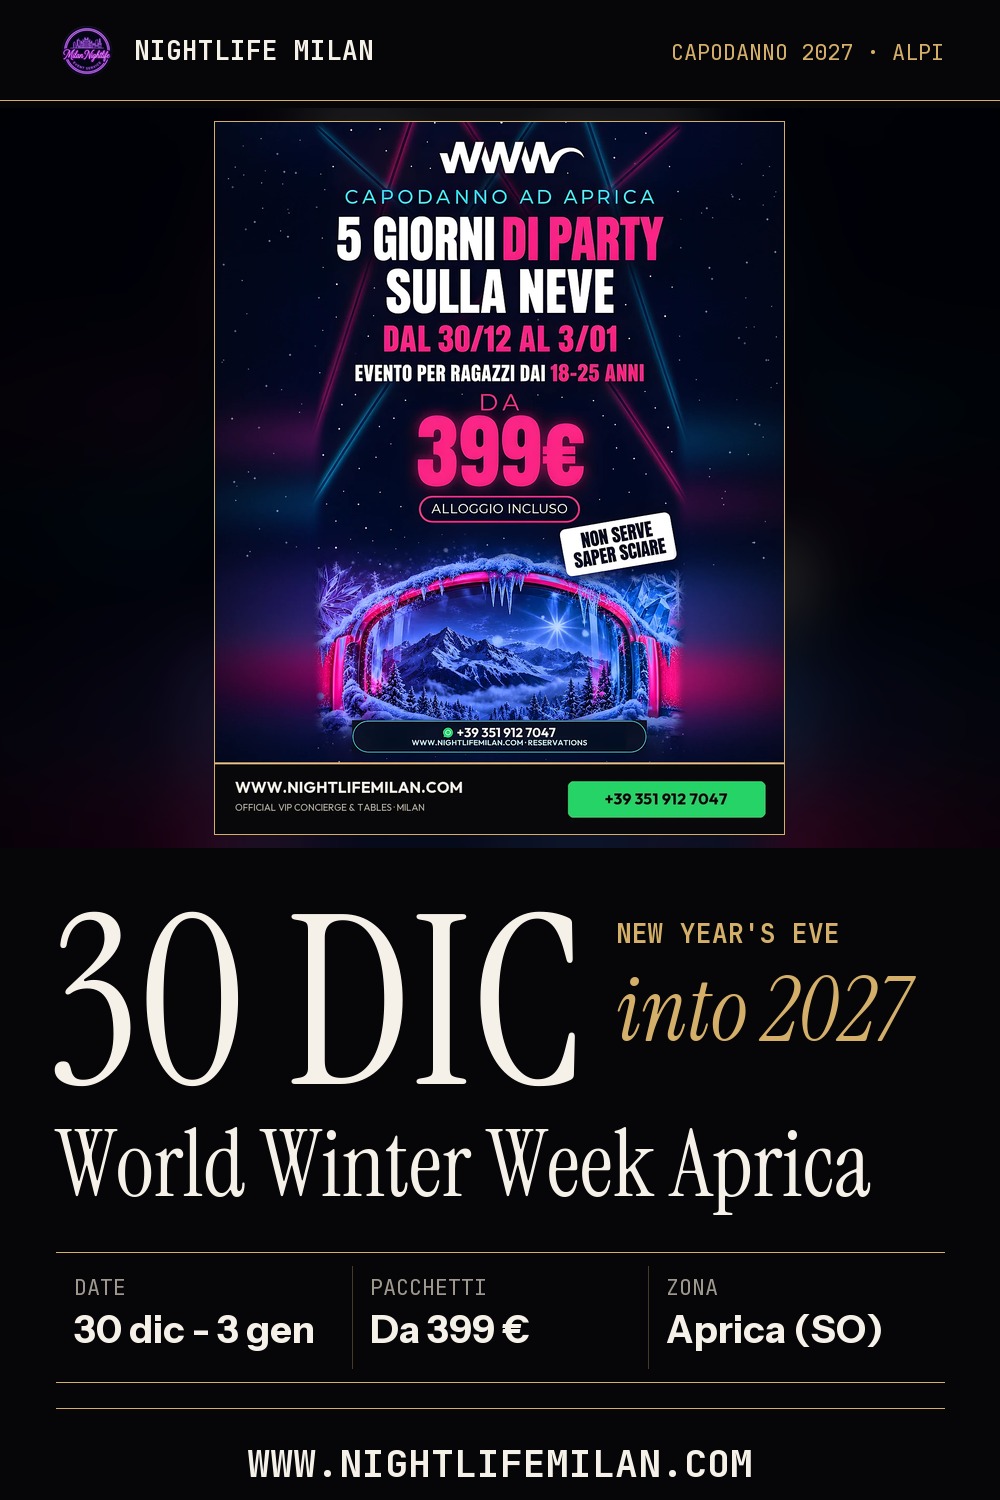 Milan Nightlife
NIGHTLIFE MILAN
CAPODANNO 2027 · ALPI
WWW
CAPODANNO AD APRICA
5 GIORNI DI PARTY
SULLA NEVE
DAL 30/12 AL 3/01
EVENTO PER RAGAZZI DAI 18-25 ANNI
DA
399€
ALLOGGIO INCLUSO
NON SERVE
SAPER SCIARE
+39 351 912 7047
WWW.NIGHTLIFEMILAN.COM · RESERVATIONS
WWW.NIGHTLIFEMILAN.COM
OFFICIAL VIP CONCIERGE & TABLES · MILAN
+39 351 912 7047
30 DIC
NEW YEAR'S EVE
into 2027
World Winter Week Aprica
DATE
30 dic - 3 gen
PACCHETTI
Da 399 €
ZONA
Aprica (SO)
WWW.NIGHTLIFEMILAN.COM